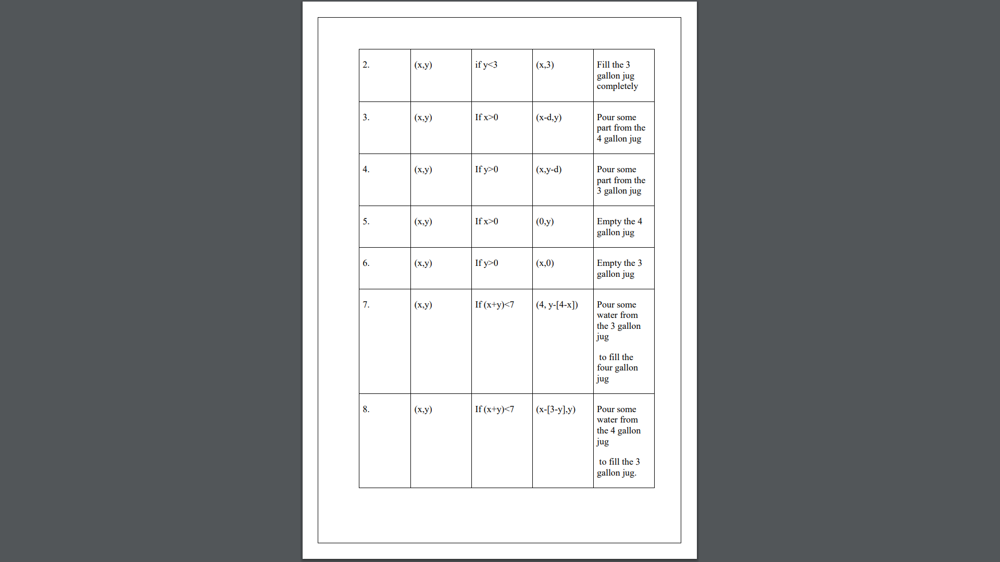 2. (x,y) if y<3 (x,3) Fill the 3
gallon jug
completely
3. (x,y) If x>0 (x-d,y) Pour some
part from the
4 gallon jug
4. (x,y) If y>0 (x,y-d) Pour some
part from the
3 gallon jug
5. (x,y) If x>0 (0,y) Empty the 4
gallon jug
6. (x,y) If y>0 (x,0) Empty the 3
gallon jug
7. (x,y) If (x+y)<7 (4, y-[4-x]) Pour some
water from
the 3 gallon
jug
to fill the
four gallon
jug
8. (x,y) If (x+y)<7 (x-[3-y],y) Pour some
water from
the 4 gallon
jug
to fill the 3
gallon jug.